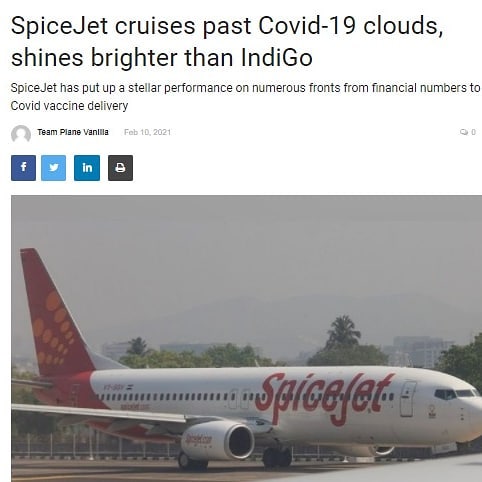 SpiceJet cruises past Covid-19 clouds,
shines brighter than IndiGo
SpiceJet has put up a stellar performance on numerous fronts from financial numbers to
Covid vaccine delivery
Team Plane Vanilla Feb 10, 2021 0
f in
SpiceJet
spicejet.com